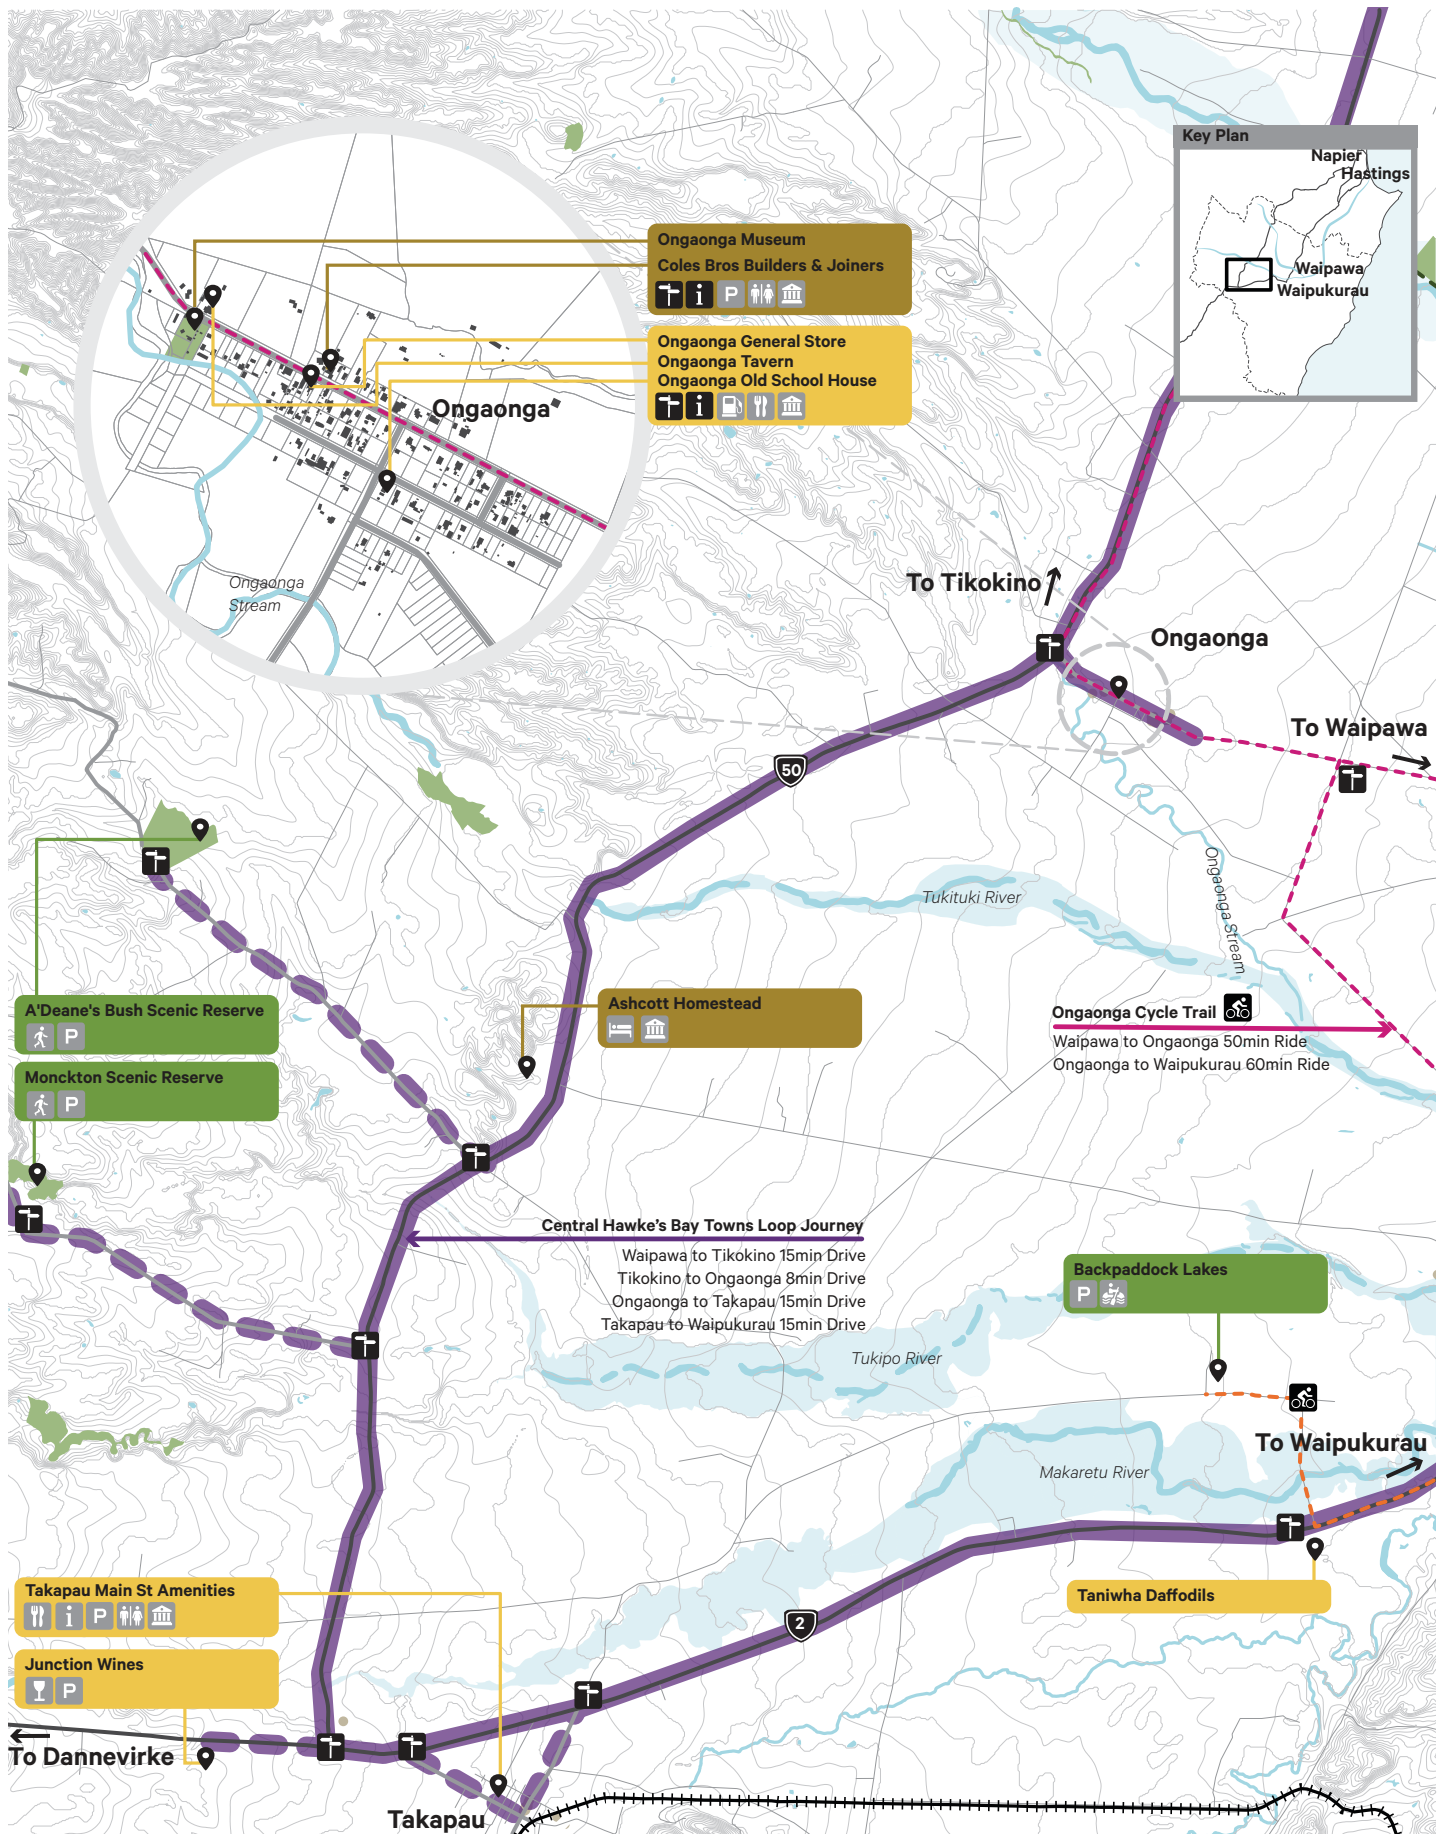 Key Plan
Napier
Hastings
Waipawa
Waipukurau
Ongaonga Museum
Coles Bros Builders & Joiners
i P
Ongaonga General Store
Ongaonga Tavern
Ongaonga Old School House
i
Ongaonga
Ongaonga
Stream
To Tikokino
Ongaonga
To Waipawa
50
Tukituki River
Ongaonga Stream
A'Deane's Bush Scenic Reserve
P
Monckton Scenic Reserve
P
Ashcott Homestead
Ongaonga Cycle Trail
Waipawa to Ongaonga 50min Ride
Ongaonga to Waipukurau 60min Ride
Central Hawke's Bay Towns Loop Journey
Waipawa to Tikokino 15min Drive
Tikokino to Ongaonga 8min Drive
Ongaonga to Takapau 15min Drive
Takapau to Waipukurau 15min Drive
Backpaddock Lakes
P
Tukipo River
To Waipukurau
Makaretu River
Takapau Main St Amenities
i P
Taniwha Daffodils
2
Junction Wines
P
To Dannevirke
Takapau